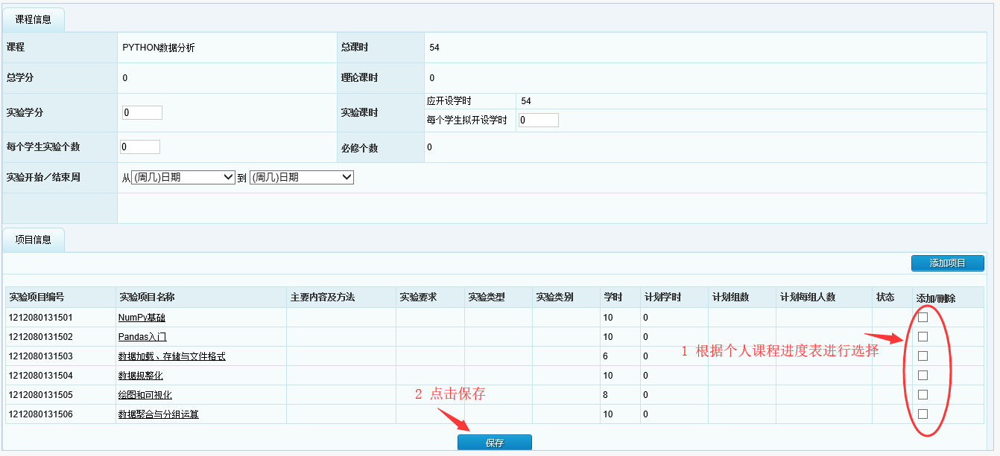 课程信息
课程 PYTHON数据分析 总课时 54
总学分 0 理论课时 0
实验学分 0 实验课时 应开设学时 54
每个学生拟开设学时 0
每个学生实验个数 0 必修个数 0
实验开始／结束周 从 (周几)日期 到 (周几)日期
项目信息
添加项目
实验项目编号 实验项目名称 主要内容及方法 实验要求 实验类型 实验类别 学时 计划学时 计划组数 计划每组人数 状态 添加/删除
1212080131501 NumPy基础 10 0
1212080131502 Pandas入门 10 0
1212080131503 数据加载、存储与文件格式 6 0
1 根据个人课程进度表进行选择
1212080131504 数据规整化 10 0
1212080131505 绘图和可视化 8 0
2 点击保存
1212080131506 数据聚合与分组运算 10 0
保存